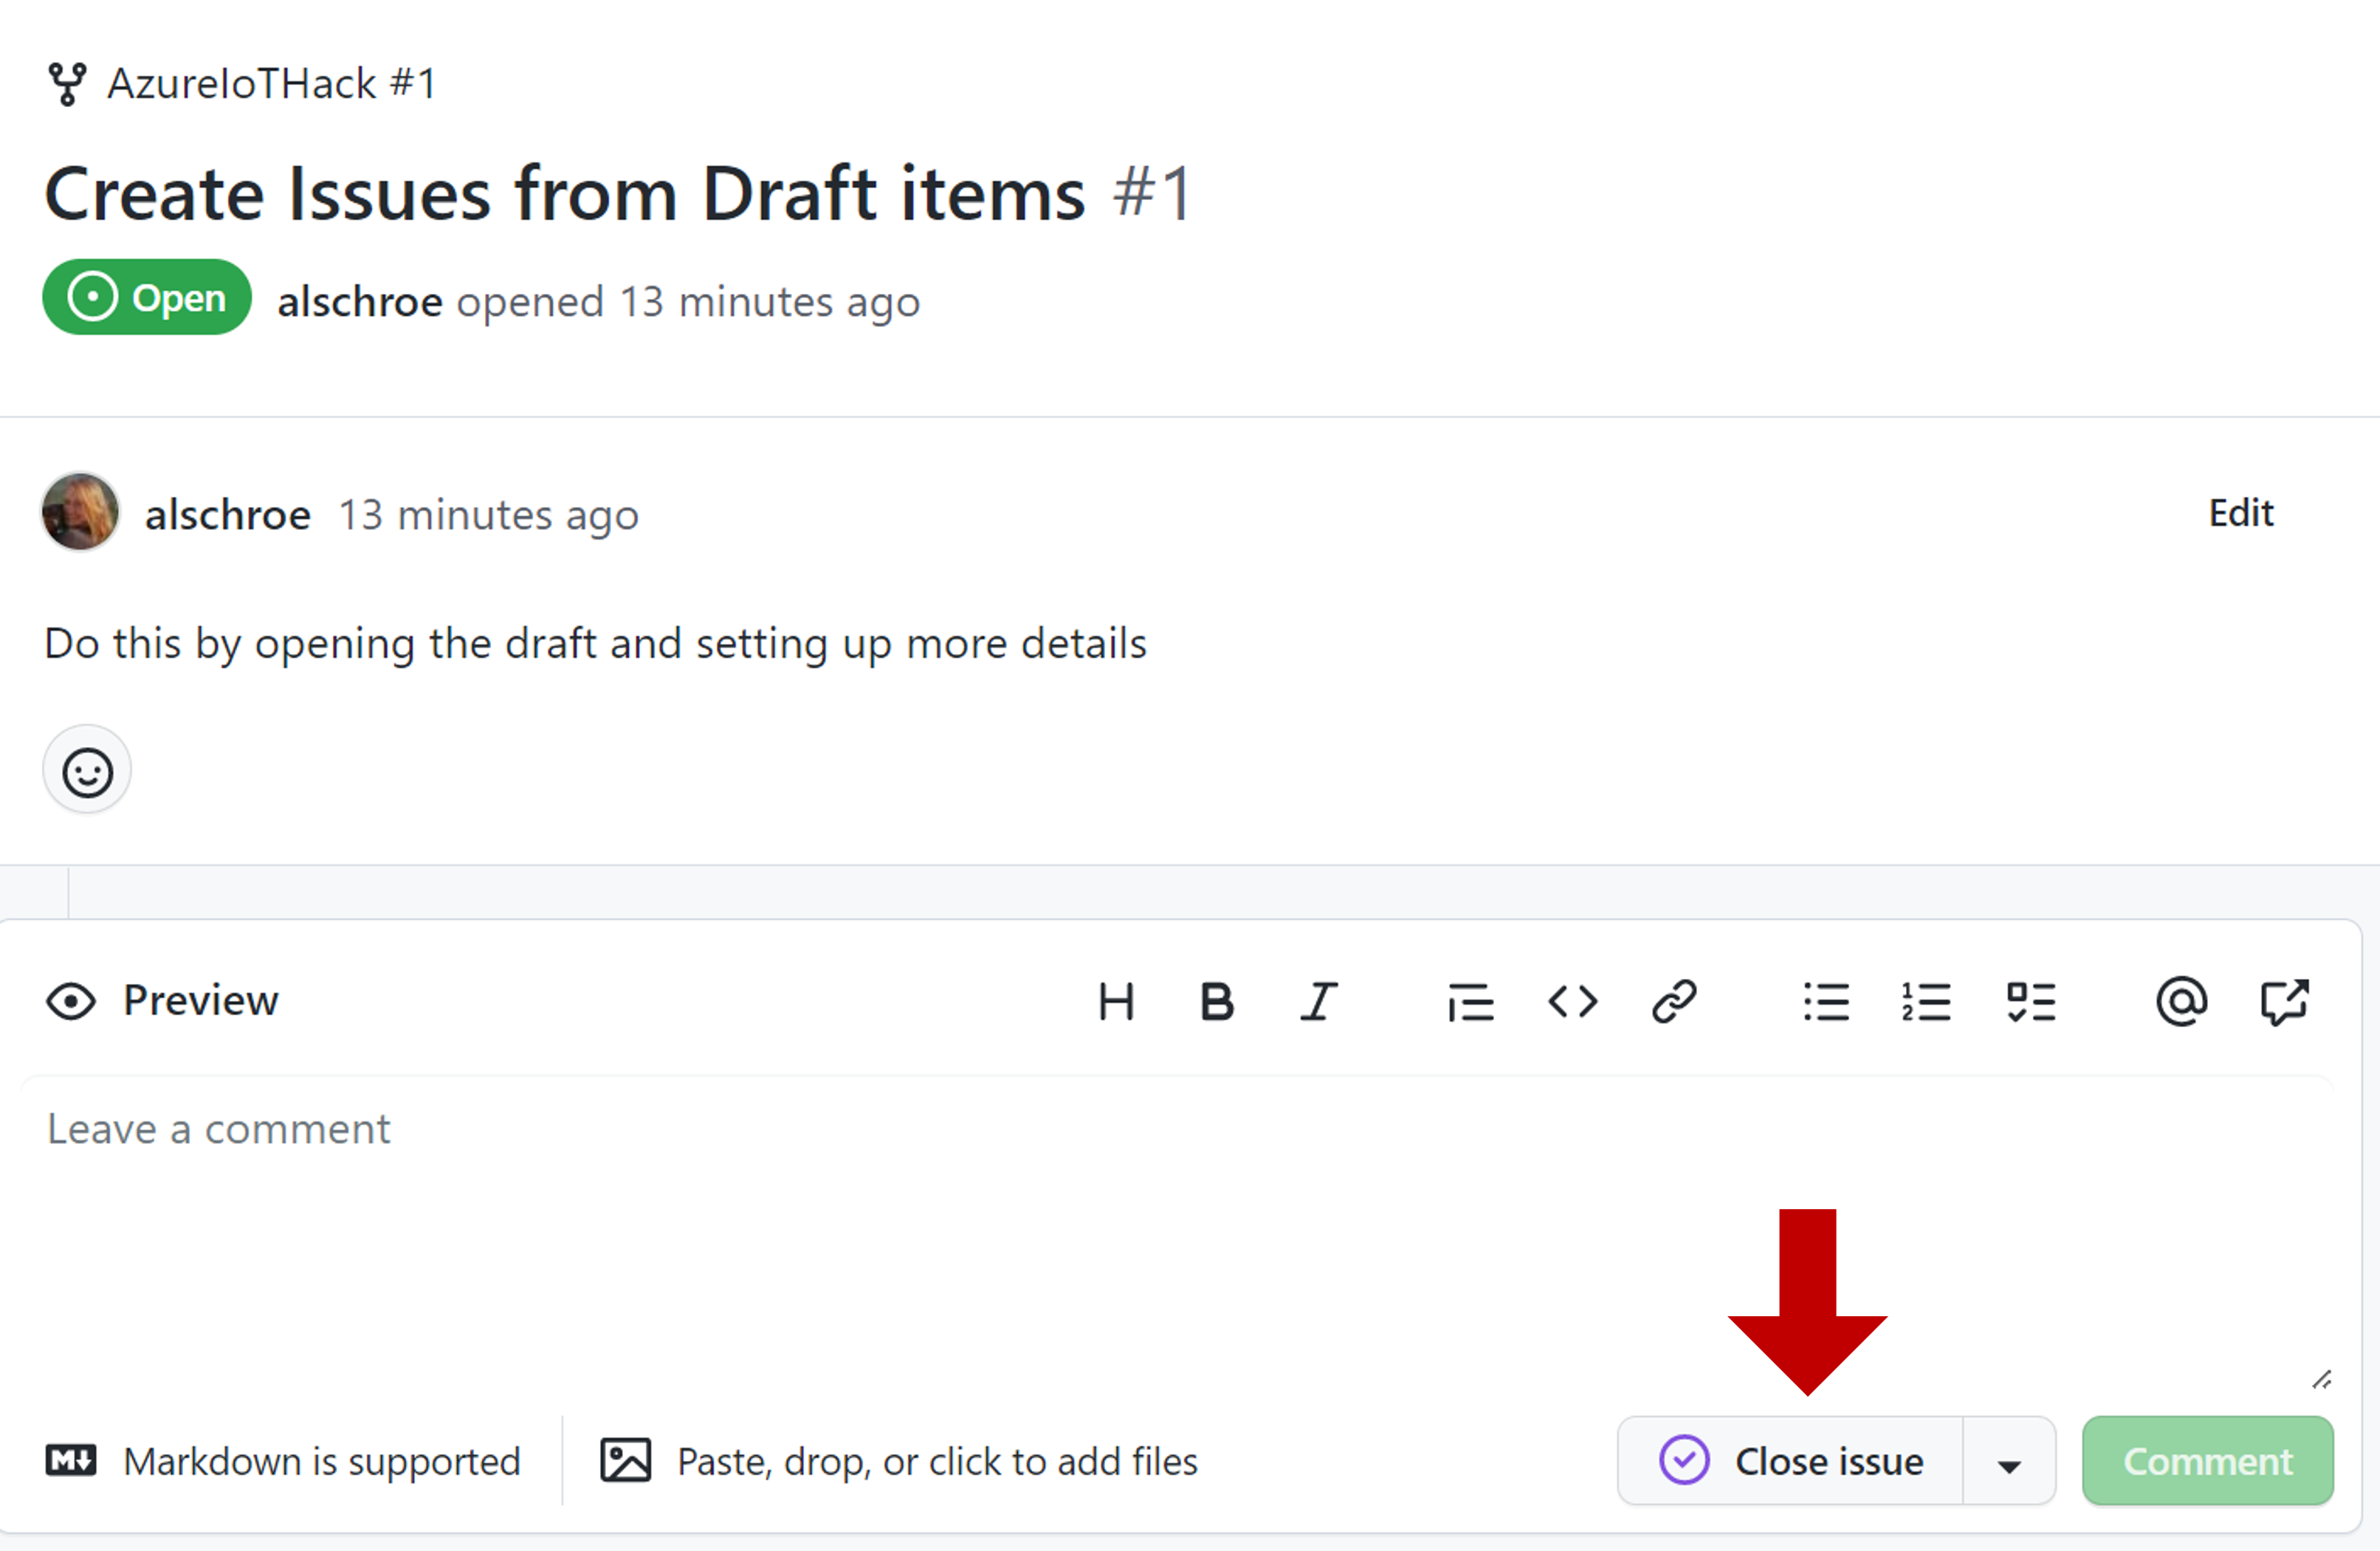 AzureIoTHack #1
Create Issues from Draft items #1
Open alschroe opened 13 minutes ago
alschroe 13 minutes ago Edit
Do this by opening the draft and setting up more details
Preview H B I
Leave a comment
Markdown is supported Paste, drop, or click to add files Close issue Comment